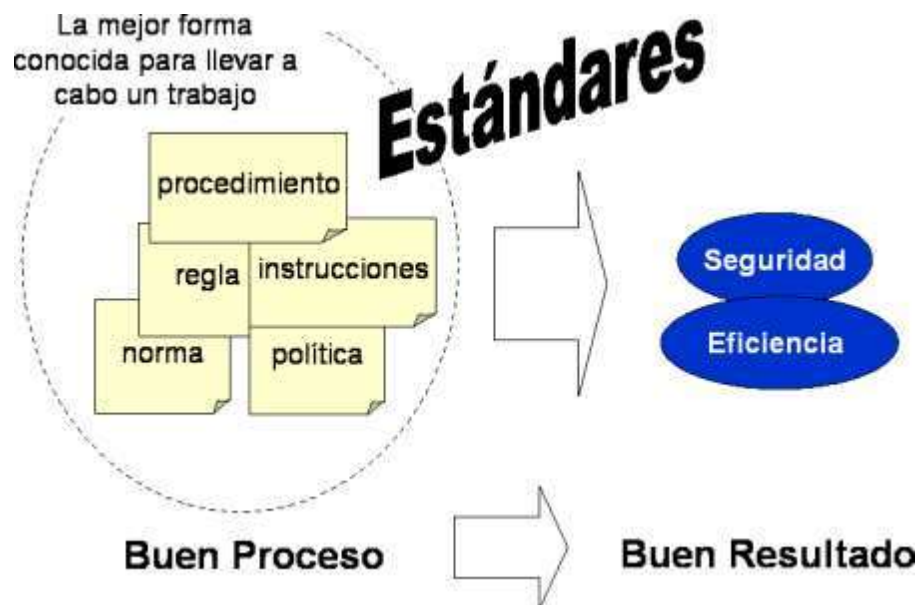 La mejor forma
conocida para llevar a
cabo un trabajo
Estándares
procedimiento
regla
instrucciones
norma
política
Seguridad
Eficiencia
Buen Proceso
Buen Resultado